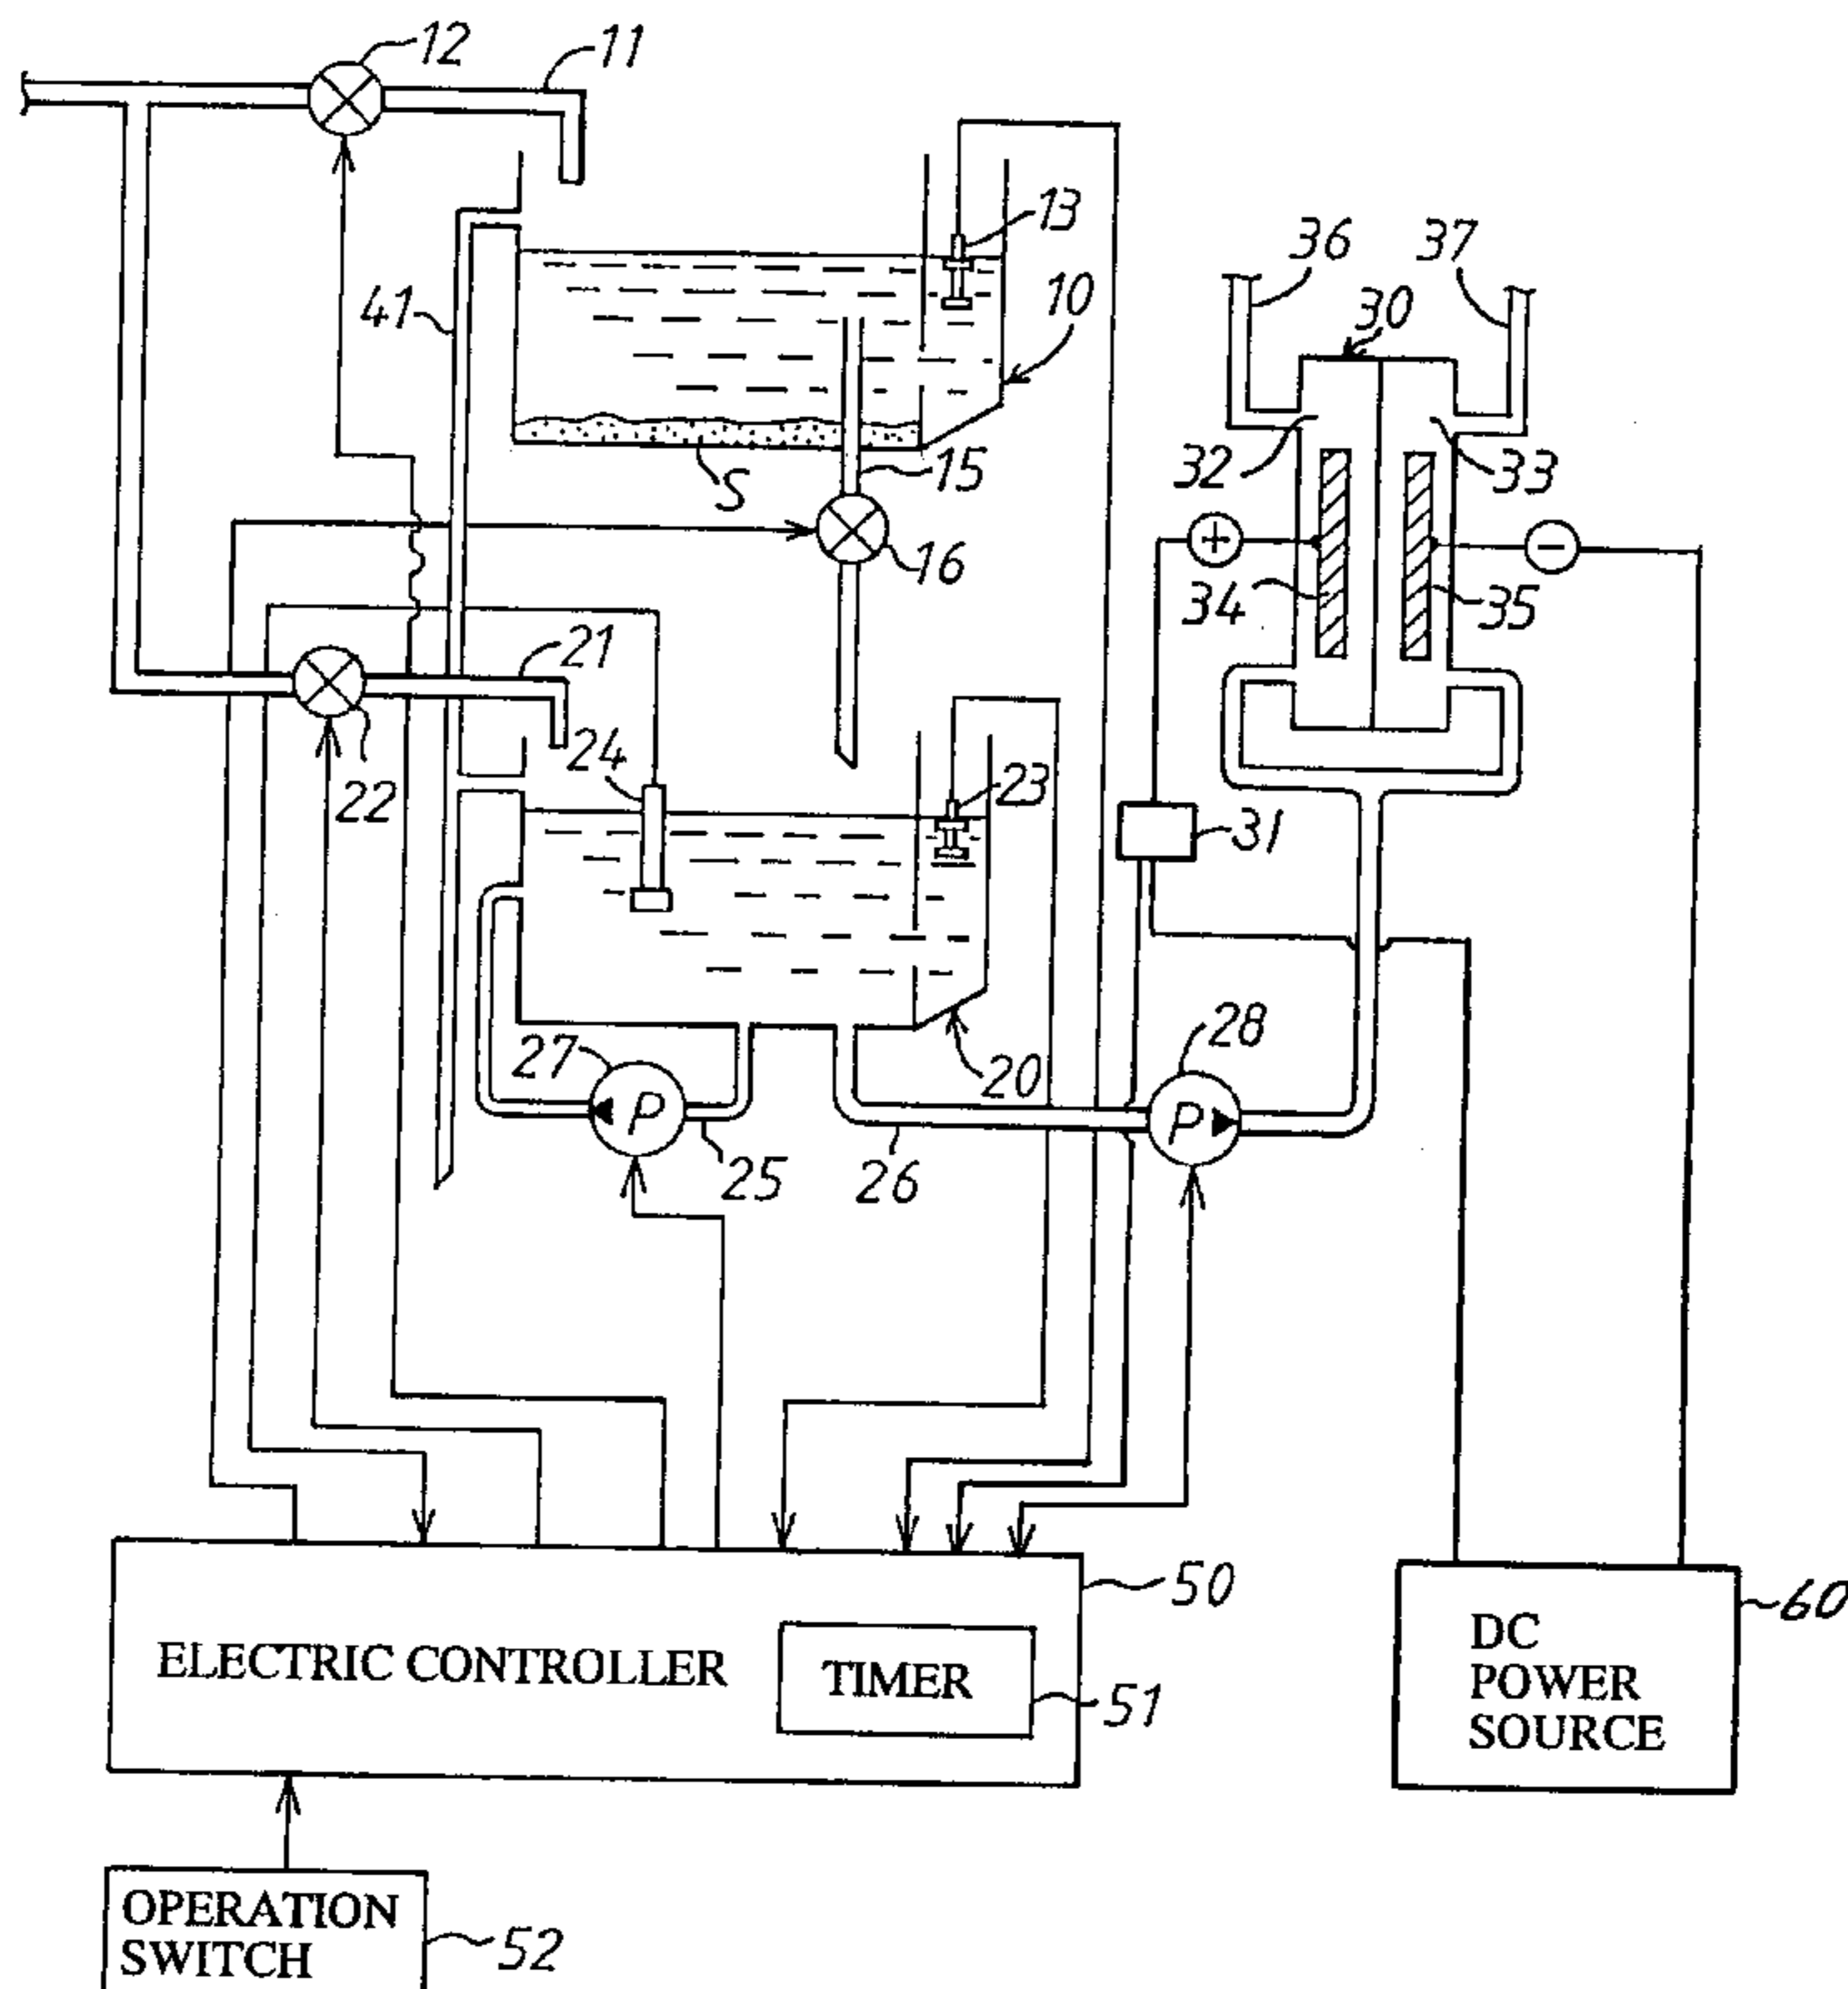 12
11
13
36
37
41
10
30
32
33
S
15
16
34
35
21
24
22
23
31
27
28
20
25
26
P
P
50
ELECTRIC CONTROLLER
TIMER
51
60
DC
POWER
SOURCE
OPERATION
SWITCH
52